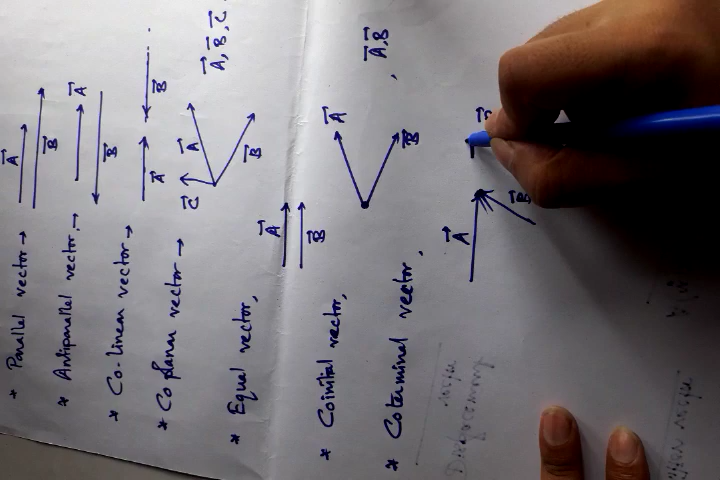 * Parallel vector → A⃗ B⃗
* Antiparallel vector, → A⃗ B⃗
* Co-linear vector → A⃗ B⃗ ...
* Coplanar vector → C⃗ A⃗ B⃗ A⃗, B⃗, C⃗
* Equal vector, A⃗ B⃗
* Coinitial vector, A⃗ B⃗ , A⃗, B⃗
* Coterminal vector, A⃗ B⃗